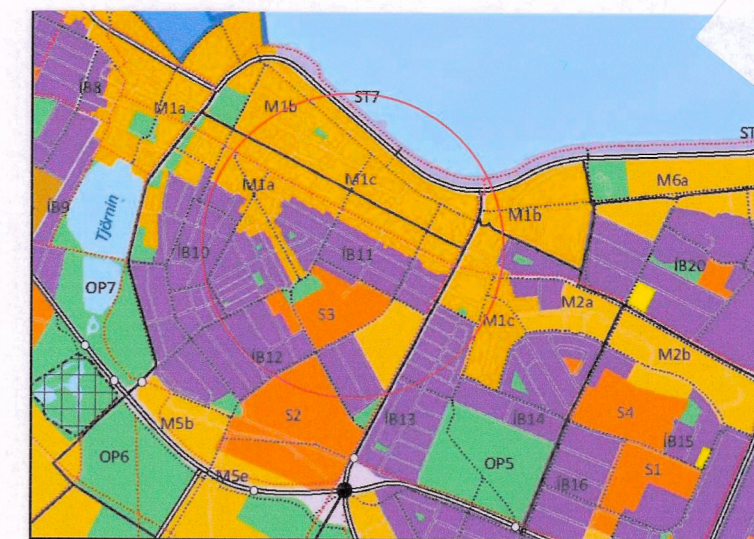 ÍB8
M1a
M1b
ST7
ST
M1a
M1c
M6a
ÍB9
Tjörnin
ÍB10
ÍB11
M1b
ÍB20
OP7
S3
M1c
M2a
ÍB12
M2b
M5b
S2
ÍB13
ÍB14
S4
ÍB15
OP6
M5e
OP5
ÍB16
S1